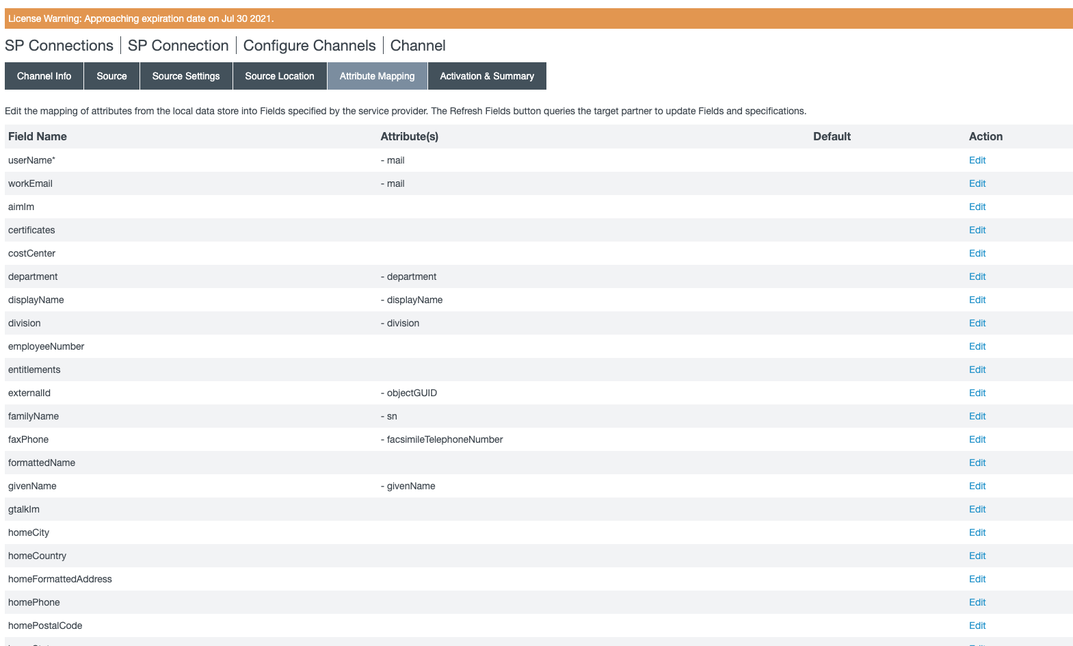 License Warning: Approaching expiration date on Jul 30 2021.
SP Connections | SP Connection | Configure Channels | Channel
Channel Info Source Source Settings Source Location Attribute Mapping Activation & Summary
Edit the mapping of attributes from the local data store into Fields specified by the service provider. The Refresh Fields button queries the target partner to update Fields and specifications.
Field Name Attribute(s) Default Action
userName* - mail Edit
workEmail - mail Edit
aimIm Edit
certificates Edit
costCenter Edit
department - department Edit
displayName - displayName Edit
division - division Edit
employeeNumber Edit
entitlements Edit
externalId - objectGUID Edit
familyName - sn Edit
faxPhone - facsimileTelephoneNumber Edit
formattedName Edit
givenName - givenName Edit
gtalkIm Edit
homeCity Edit
homeCountry Edit
homeFormattedAddress Edit
homePhone Edit
homePostalCode Edit